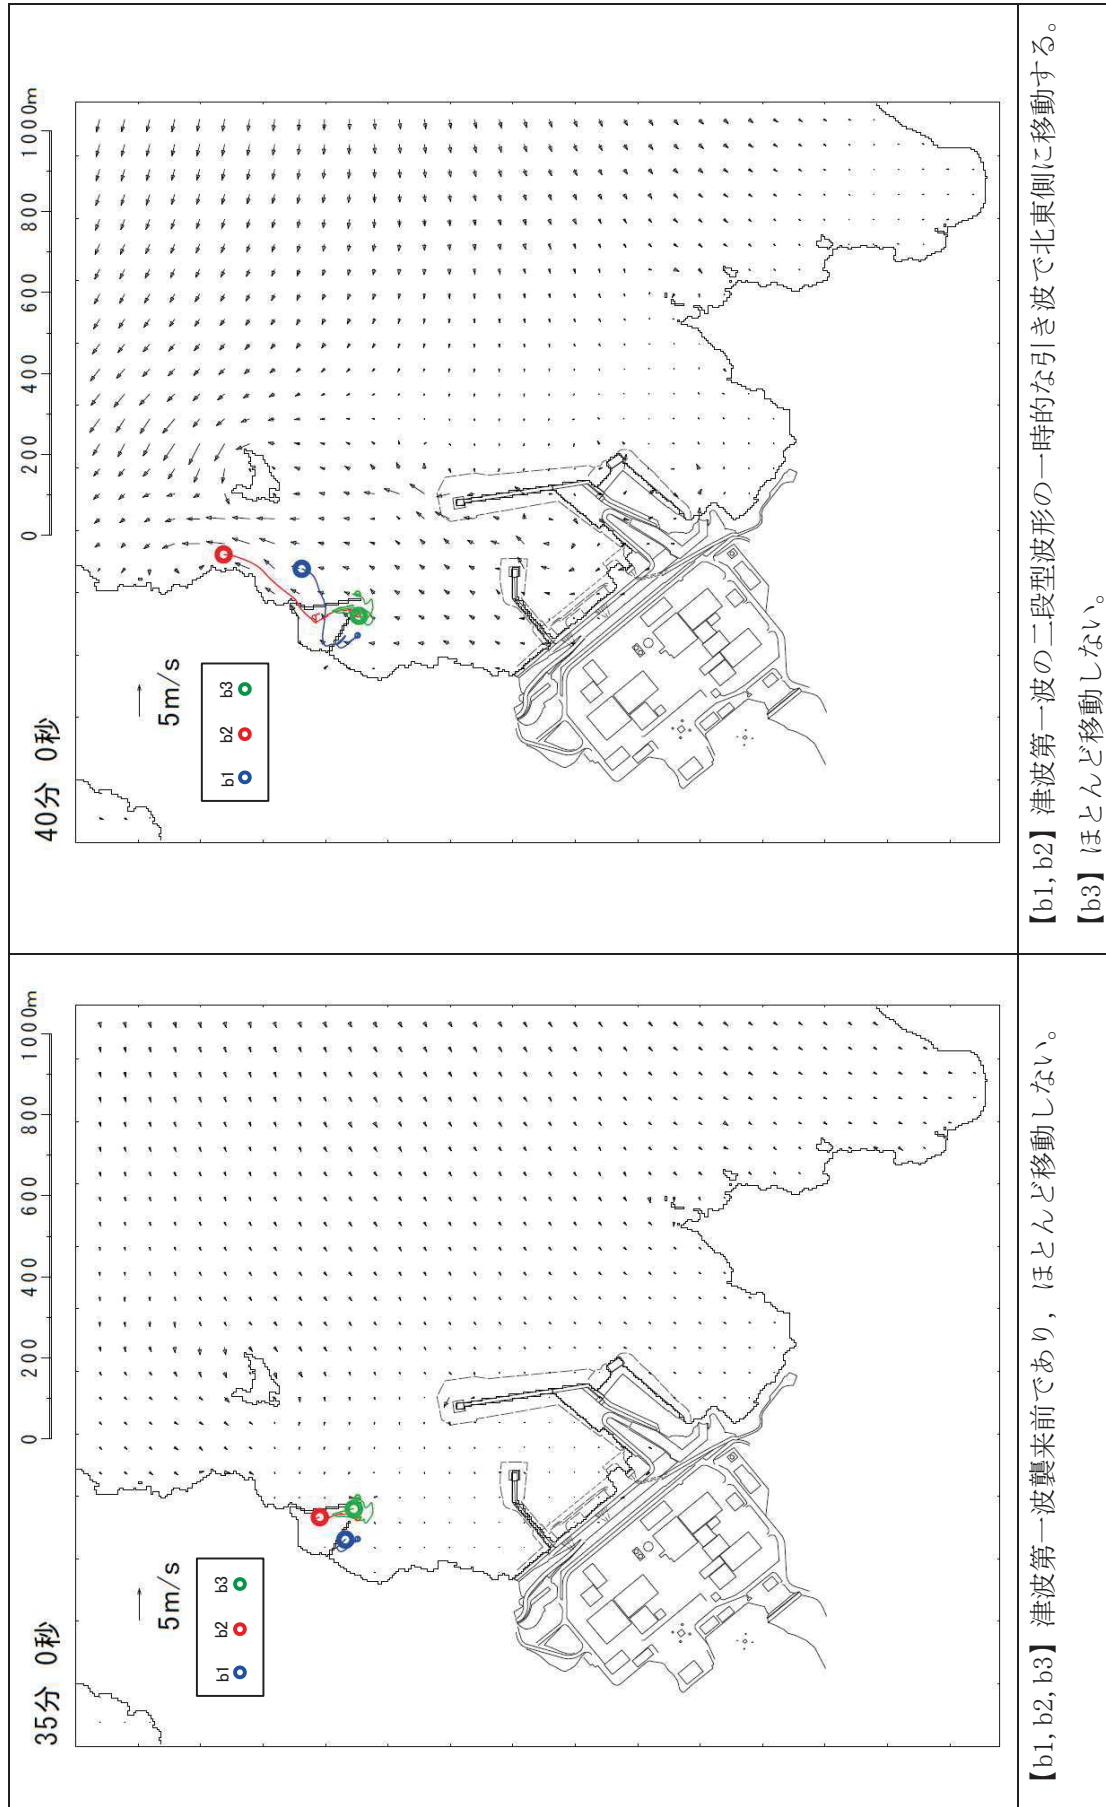 35分 0秒
0 200 400 600 800 1000m
5m/s
b1 b2 b3
【b1, b2, b3】津波第一波襲来前であり，ほとんど移動しない。
40分 0秒
0 200 400 600 800 1000m
5m/s
b1 b2 b3
【b1, b2】津波第一波の二段型波形の一時的な引き波で北東側に移動する。
【b3】ほとんど移動しない。